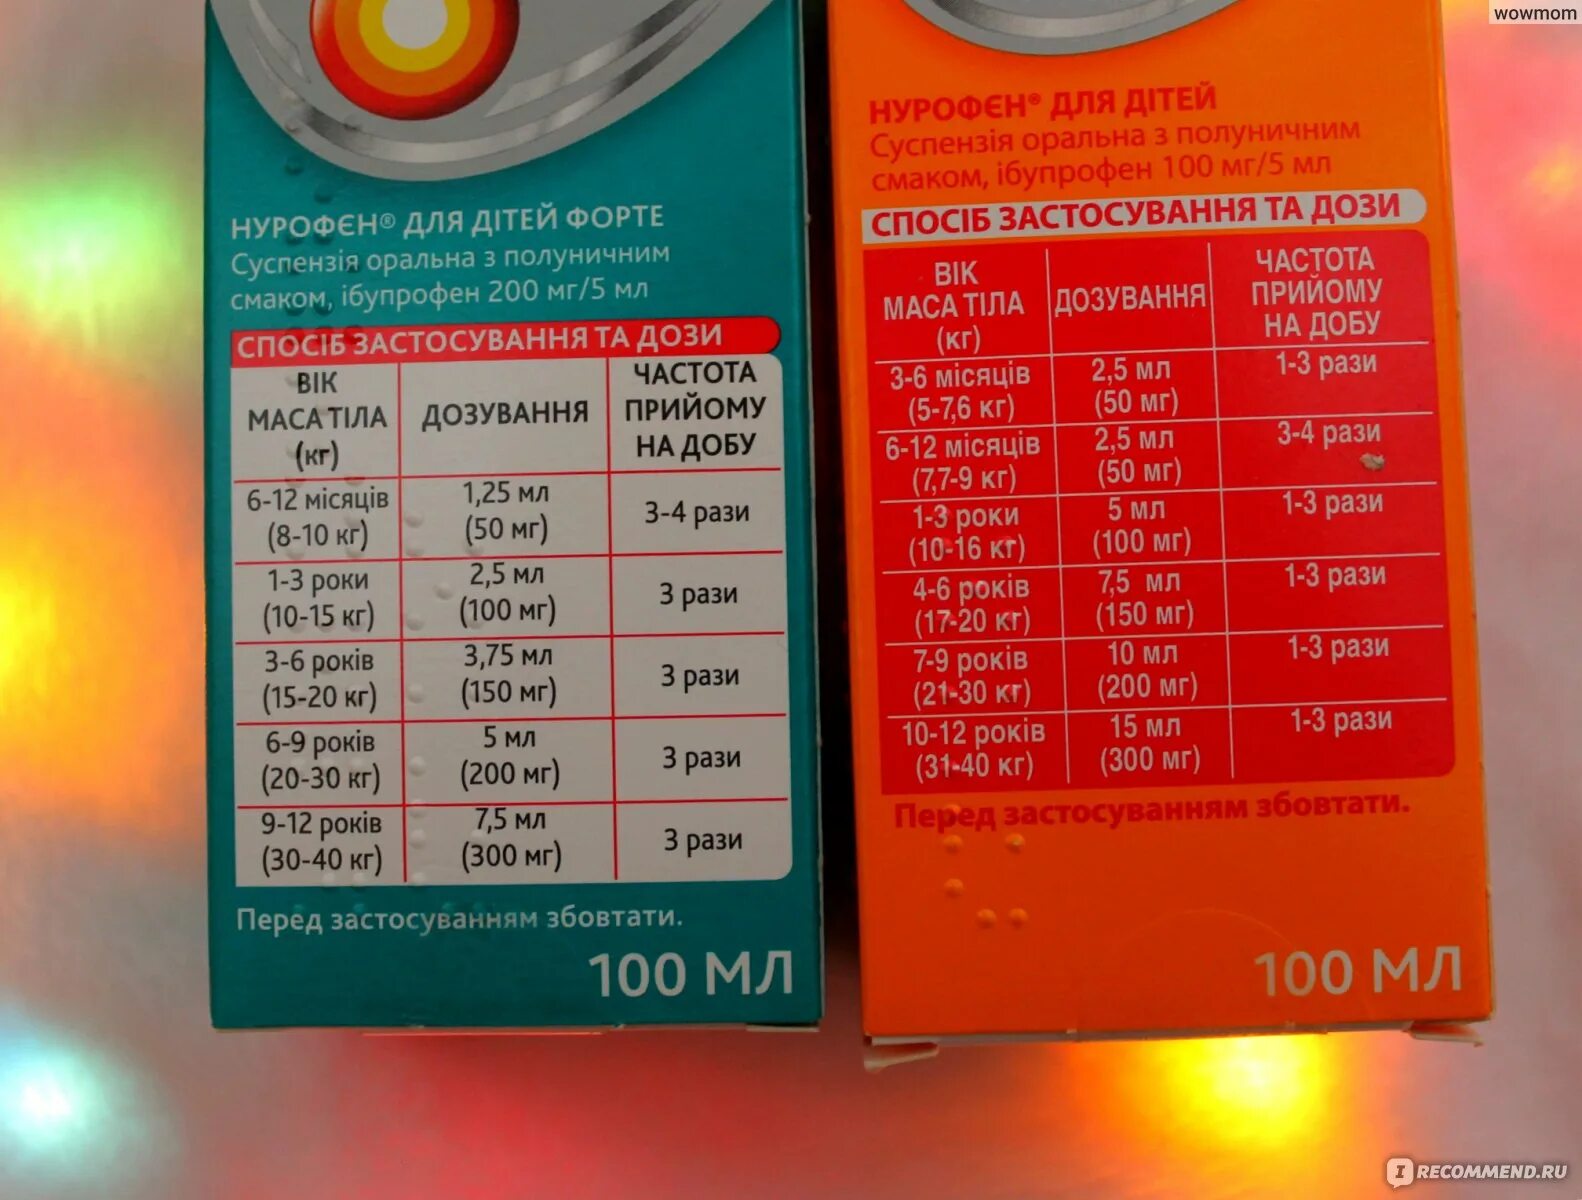 wowmom
НУРОФЄН® ДЛЯ ДІТЕЙ ФОРТЕ
Суспензія оральна з полуничним
смаком, ібупрофен 200 мг/5 мл
СПОСІБ ЗАСТОСУВАННЯ ТА ДОЗИ
ВІК
МАСА ТІЛА
(кг)
ДОЗУВАННЯ
ЧАСТОТА
ПРИЙОМУ
НА ДОБУ
6-12 місяців
(8-10 кг)
1,25 мл
(50 мг)
3-4 рази
1-3 роки
(10-15 кг)
2,5 мл
(100 мг)
3 рази
3-6 років
(15-20 кг)
3,75 мл
(150 мг)
3 рази
6-9 років
(20-30 кг)
5 мл
(200 мг)
3 рази
9-12 років
(30-40 кг)
7,5 мл
(300 мг)
3 рази
Перед застосуванням збовтати.
100 МЛ
НУРОФЄН® ДЛЯ ДІТЕЙ
Суспензія оральна з полуничним
смаком, ібупрофен 100 мг/5 мл
СПОСІБ ЗАСТОСУВАННЯ ТА ДОЗИ
ВІК
МАСА ТІЛА
(кг)
ДОЗУВАННЯ
ЧАСТОТА
ПРИЙОМУ
НА ДОБУ
3-6 місяців
(5-7,6 кг)
2,5 мл
(50 мг)
1-3 рази
6-12 місяців
(7,7-9 кг)
2,5 мл
(50 мг)
3-4 рази
1-3 роки
(10-16 кг)
5 мл
(100 мг)
1-3 рази
4-6 років
(17-20 кг)
7,5 мл
(150 мг)
1-3 рази
7-9 років
(21-30 кг)
10 мл
(200 мг)
1-3 рази
10-12 років
(31-40 кг)
15 мл
(300 мг)
1-3 рази
Перед застосуванням збовтати.
100 МЛ
IRECOMMEND.RU